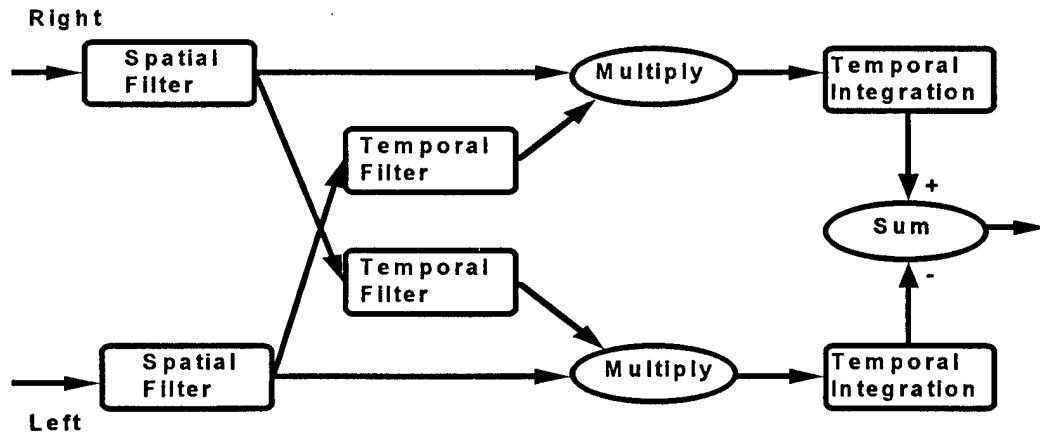 Right
Spatial
Filter
Multiply
Temporal
Integration
Temporal
Filter
+
Sum
Temporal
Filter
-
Spatial
Filter
Multiply
Temporal
Integration
Left